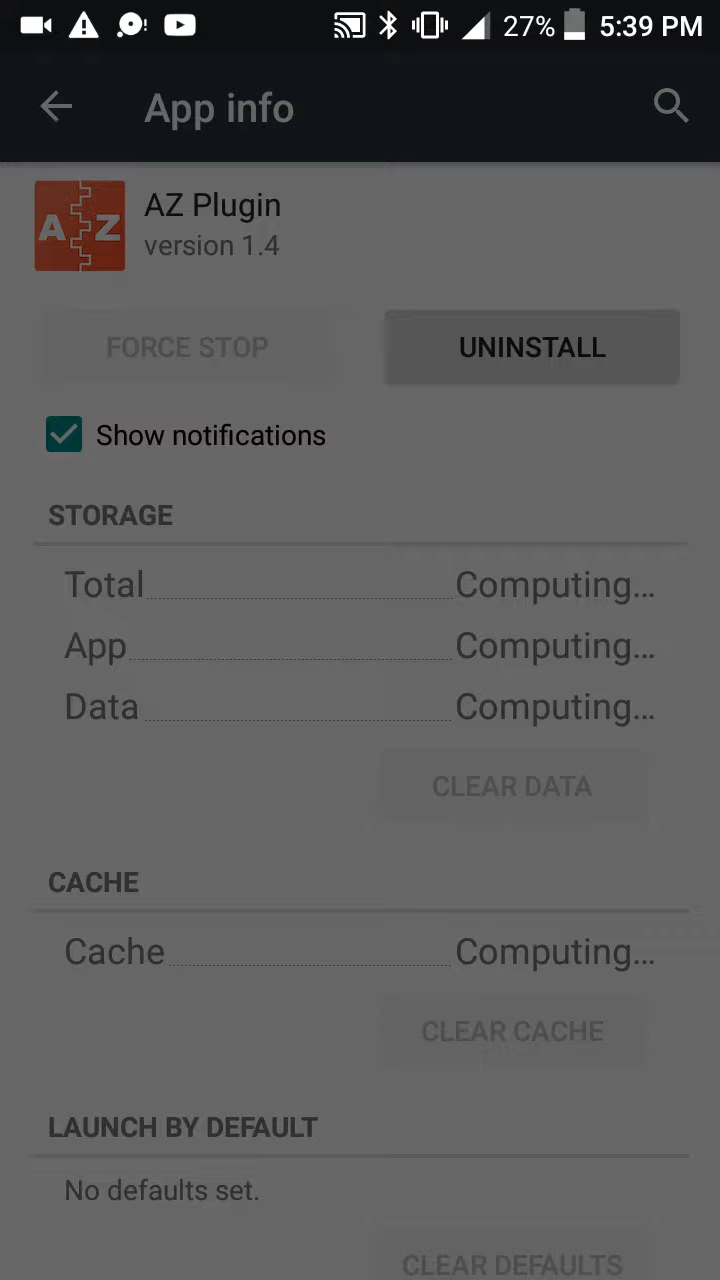 27% 5:39 PM
App info
A Z
AZ Plugin
version 1.4
FORCE STOP
UNINSTALL
Show notifications
STORAGE
Total Computing...
App Computing...
Data Computing...
CLEAR DATA
CACHE
Cache Computing...
CLEAR CACHE
LAUNCH BY DEFAULT
No defaults set.
CLEAR DEFAULTS